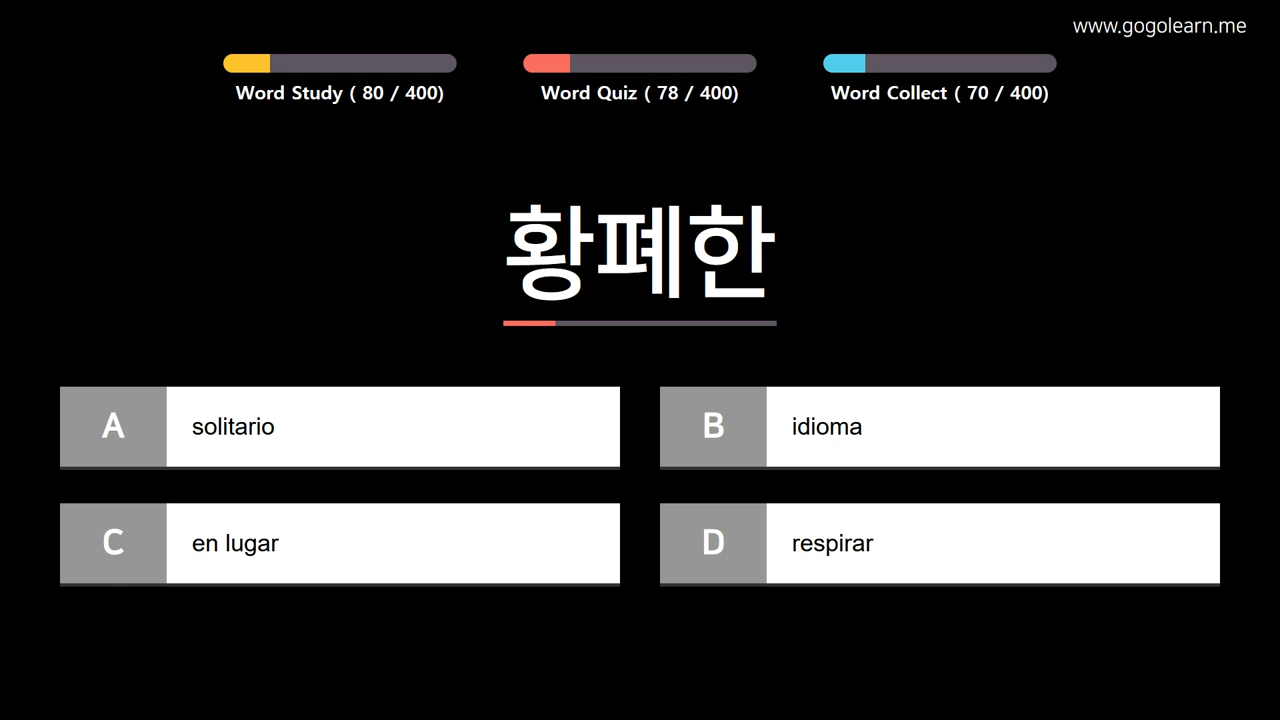 www.gogolearn.me
Word Study ( 80 / 400)
Word Quiz ( 78 / 400)
Word Collect ( 70 / 400)
황폐한
A solitario
B idioma
C en lugar
D respirar